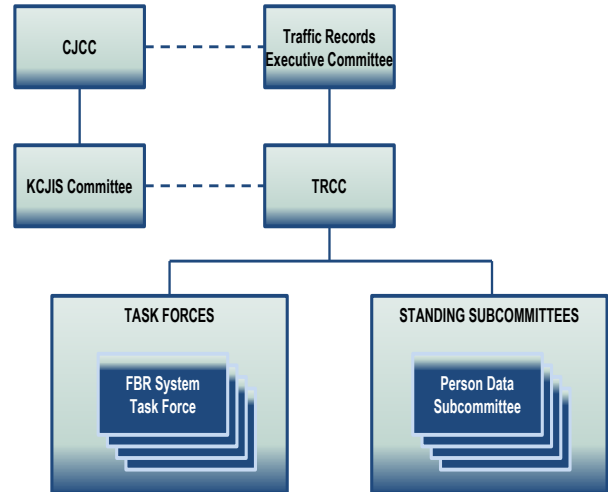 CJCC
Traffic Records
Executive Committee
KCJIS Committee
TRCC
TASK FORCES
STANDING SUBCOMMITTEES
FBR System
Task Force
Person Data
Subcommittee